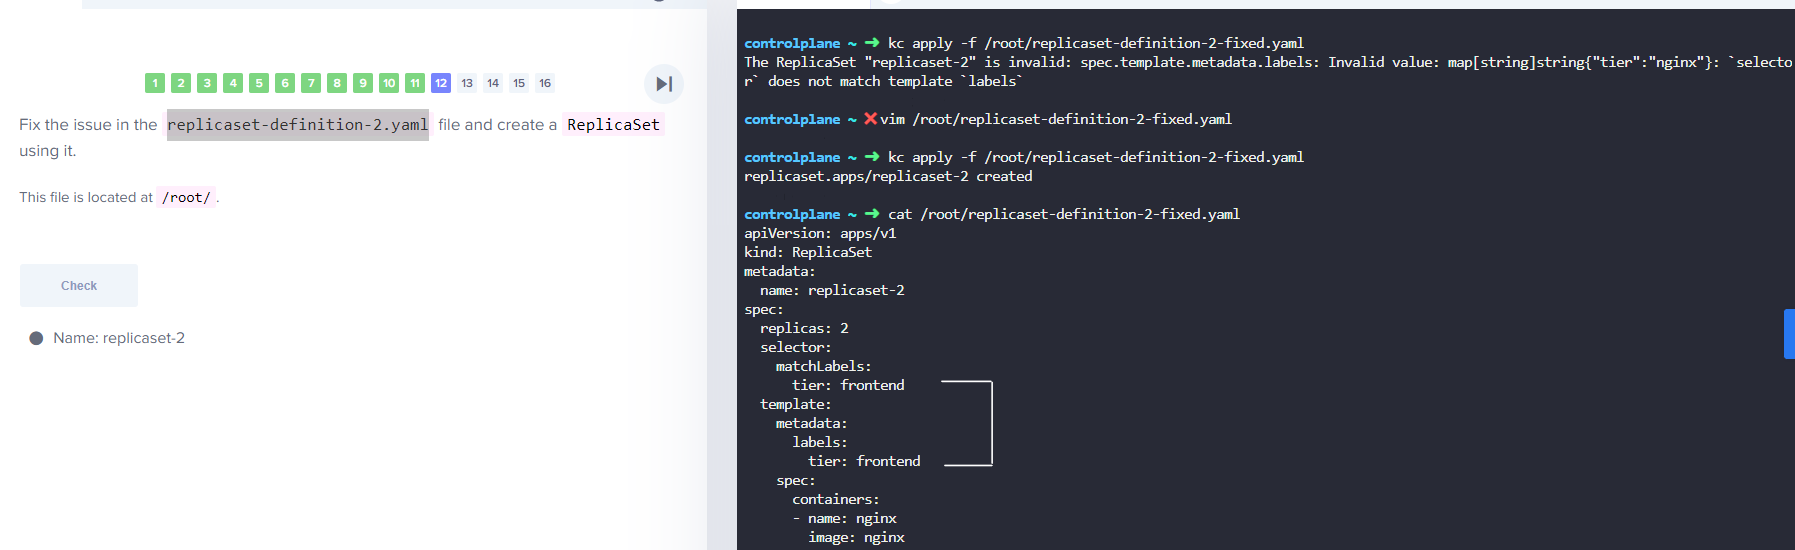 1 2 3 4 5 6 7 8 9 10 11 12 13 14 15 16
Fix the issue in the replicaset-definition-2.yaml file and create a ReplicaSet
using it.
This file is located at /root/ .
Check
Name: replicaset-2
controlplane ~ ➜ kc apply -f /root/replicaset-definition-2-fixed.yaml
The ReplicaSet "replicaset-2" is invalid: spec.template.metadata.labels: Invalid value: map[string]string{"tier":"nginx"}: `selecto
r` does not match template `labels`
controlplane ~ ✖ vim /root/replicaset-definition-2-fixed.yaml
controlplane ~ ➜ kc apply -f /root/replicaset-definition-2-fixed.yaml
replicaset.apps/replicaset-2 created
controlplane ~ ➜ cat /root/replicaset-definition-2-fixed.yaml
apiVersion: apps/v1
kind: ReplicaSet
metadata:
  name: replicaset-2
spec:
  replicas: 2
  selector:
    matchLabels:
      tier: frontend
  template:
    metadata:
      labels:
        tier: frontend
    spec:
      containers:
      - name: nginx
        image: nginx